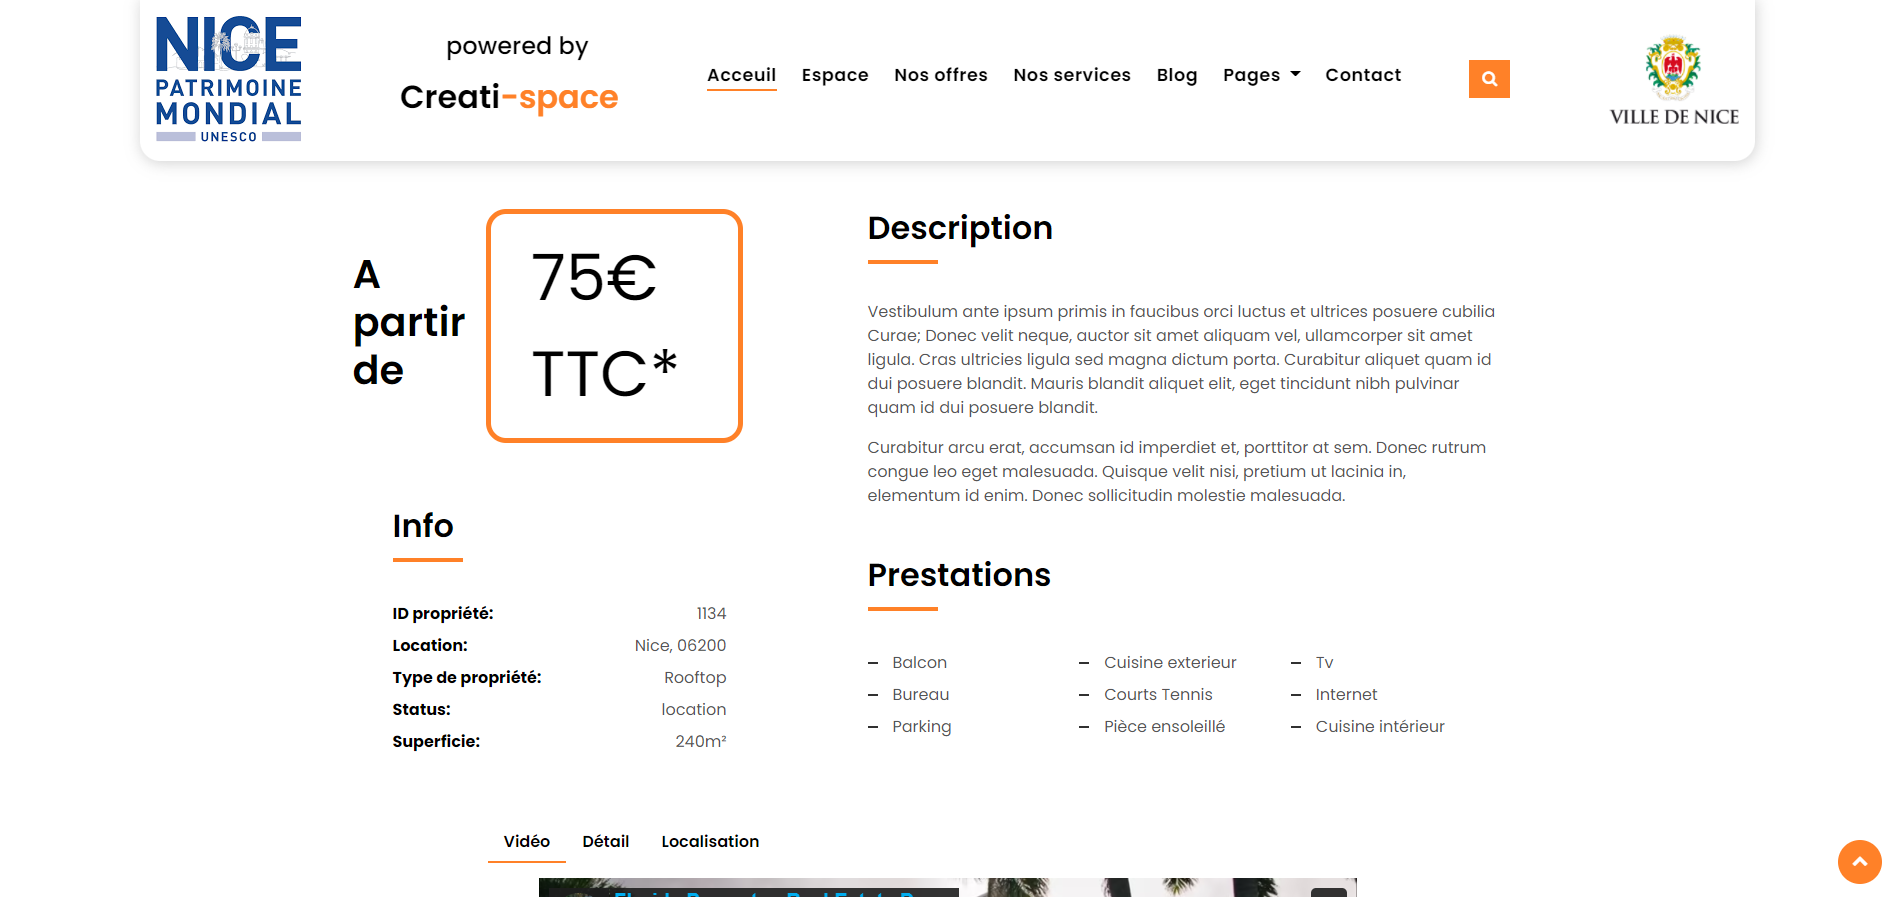 NICE
PATRIMOINE
MONDIAL
UNESCO
powered by
Creati-space
Acceuil Espace Nos offres Nos services Blog Pages Contact
VILLE DE NICE
A
partir
de
75€
TTC*
Description
Vestibulum ante ipsum primis in faucibus orci luctus et ultrices posuere cubilia
Curae; Donec velit neque, auctor sit amet aliquam vel, ullamcorper sit amet
ligula. Cras ultricies ligula sed magna dictum porta. Curabitur aliquet quam id
dui posuere blandit. Mauris blandit aliquet elit, eget tincidunt nibh pulvinar
quam id dui posuere blandit.
Curabitur arcu erat, accumsan id imperdiet et, porttitor at sem. Donec rutrum
congue leo eget malesuada. Quisque velit nisi, pretium ut lacinia in,
elementum id enim. Donec sollicitudin molestie malesuada.
Info
ID propriété: 1134
Location: Nice, 06200
Type de propriété: Rooftop
Status: location
Superficie: 240m²
Prestations
– Balcon – Cuisine exterieur – Tv
– Bureau – Courts Tennis – Internet
– Parking – Pièce ensoleillé – Cuisine intérieur
Vidéo Détail Localisation